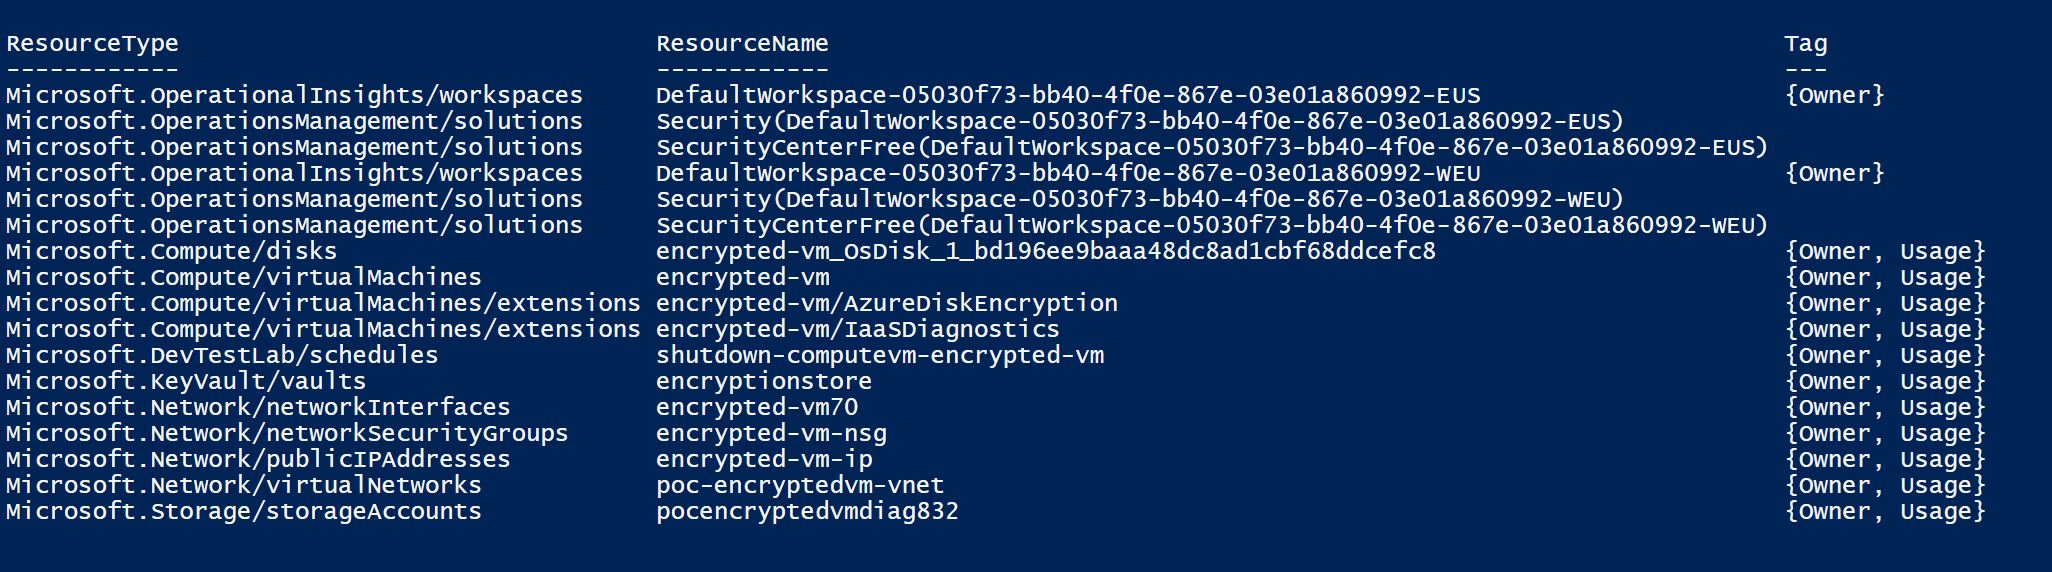 ResourceType ResourceName Tag
------------ ------------ ---
Microsoft.OperationalInsights/workspaces DefaultWorkspace-05030f73-bb40-4f0e-867e-03e01a860992-EUS {Owner}
Microsoft.OperationsManagement/solutions Security(DefaultWorkspace-05030f73-bb40-4f0e-867e-03e01a860992-EUS)
Microsoft.OperationsManagement/solutions SecurityCenterFree(DefaultWorkspace-05030f73-bb40-4f0e-867e-03e01a860992-EUS)
Microsoft.OperationalInsights/workspaces DefaultWorkspace-05030f73-bb40-4f0e-867e-03e01a860992-WEU {Owner}
Microsoft.OperationsManagement/solutions Security(DefaultWorkspace-05030f73-bb40-4f0e-867e-03e01a860992-WEU)
Microsoft.OperationsManagement/solutions SecurityCenterFree(DefaultWorkspace-05030f73-bb40-4f0e-867e-03e01a860992-WEU)
Microsoft.Compute/disks encrypted-vm_OsDisk_1_bd196ee9baaa48dc8ad1cbf68ddcefc8 {Owner, Usage}
Microsoft.Compute/virtualMachines encrypted-vm {Owner, Usage}
Microsoft.Compute/virtualMachines/extensions encrypted-vm/AzureDiskEncryption {Owner, Usage}
Microsoft.Compute/virtualMachines/extensions encrypted-vm/IaaSDiagnostics {Owner, Usage}
Microsoft.DevTestLab/schedules shutdown-computevm-encrypted-vm {Owner, Usage}
Microsoft.KeyVault/vaults encryptionstore {Owner, Usage}
Microsoft.Network/networkInterfaces encrypted-vm70 {Owner, Usage}
Microsoft.Network/networkSecurityGroups encrypted-vm-nsg {Owner, Usage}
Microsoft.Network/publicIPAddresses encrypted-vm-ip {Owner, Usage}
Microsoft.Network/virtualNetworks poc-encryptedvm-vnet {Owner, Usage}
Microsoft.Storage/storageAccounts pocencryptedvmdiag832 {Owner, Usage}